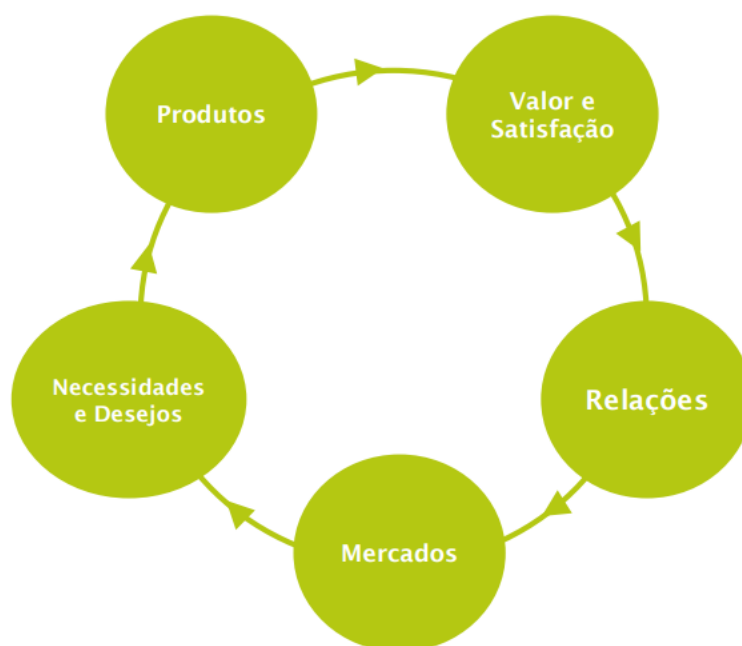 Produtos
Valor e
Satisfação
Necessidades
e Desejos
Relações
Mercados